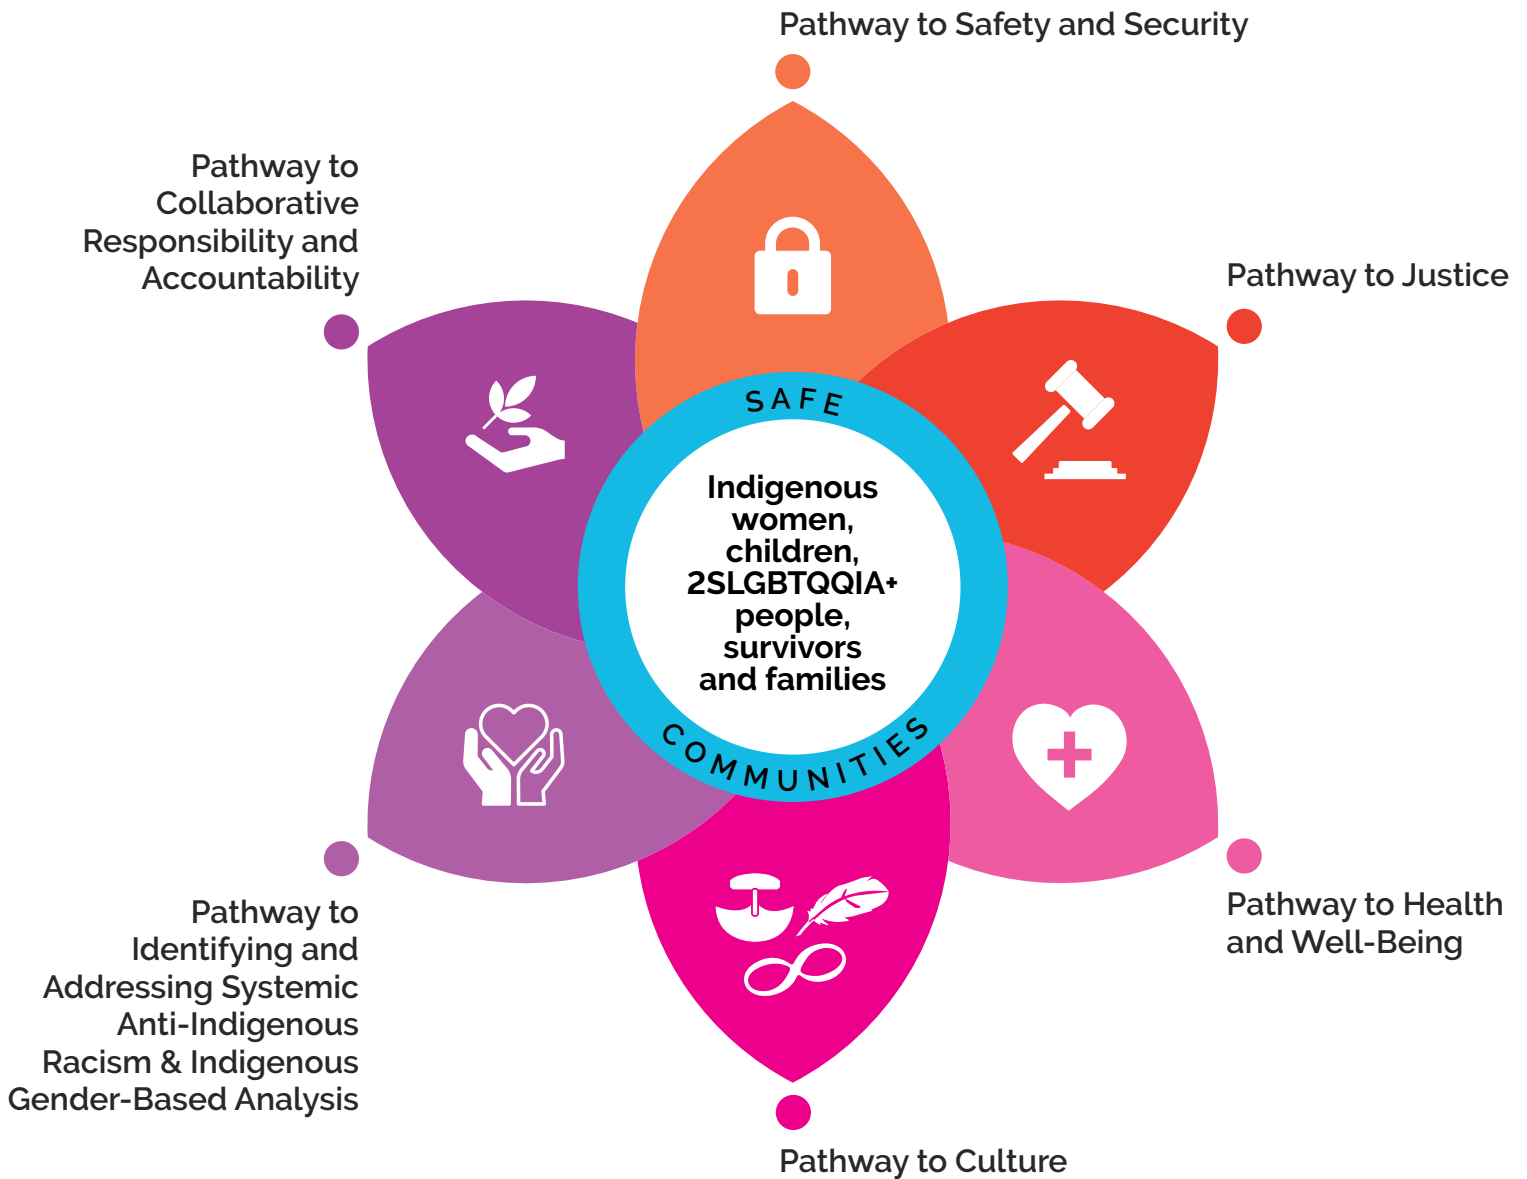 Pathway to Safety and Security
Pathway to
Collaborative
Responsibility and
Accountability
Pathway to Justice
SAFE
Indigenous
women,
children,
2SLGBTQQIA+
people,
survivors
and families
COMMUNITIES
Pathway to
Identifying and
Addressing Systemic
Anti-Indigenous
Racism & Indigenous
Gender-Based Analysis
Pathway to Health
and Well-Being
Pathway to Culture